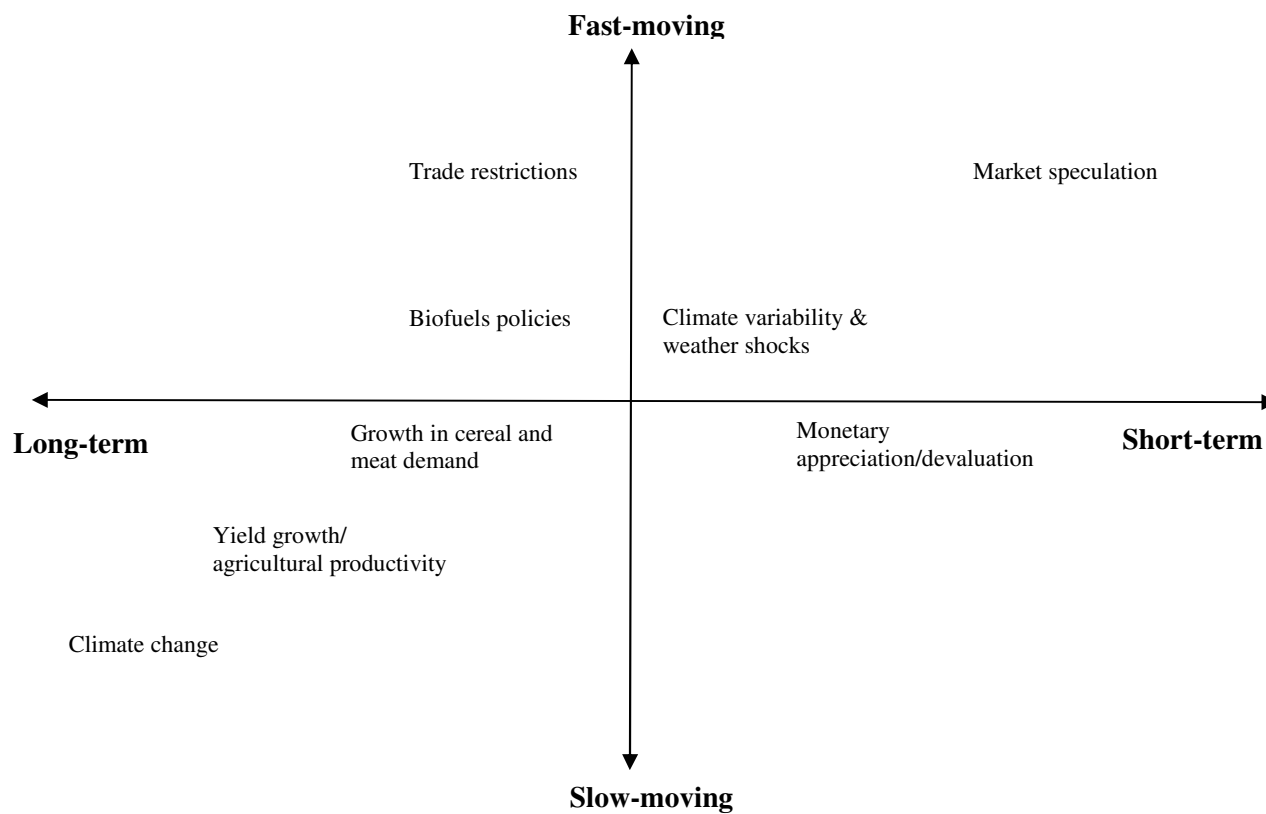 Fast-moving
Trade restrictions
Market speculation
Biofuels policies
Climate variability &
weather shocks
Long-term
Growth in cereal and
meat demand
Monetary
appreciation/devaluation
Short-term
Yield growth/
agricultural productivity
Climate change
Slow-moving